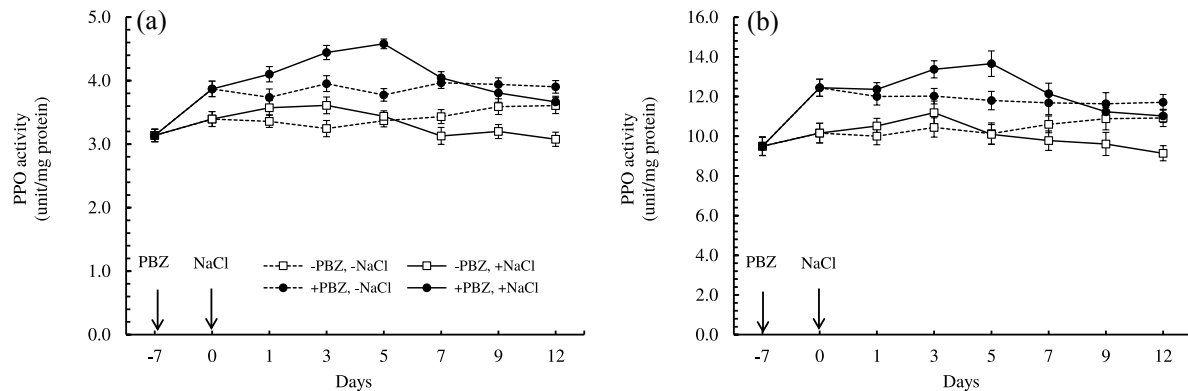 (a)
PPO activity
(unit/mg protein)
5.0
4.0
3.0
2.0
1.0
0.0
PBZ
NaCl
-PBZ, -NaCl
-PBZ, +NaCl
+PBZ, -NaCl
+PBZ, +NaCl
-7 0 1 3 5 7 9 12
Days
(b)
PPO activity
(unit/mg protein)
16.0
14.0
12.0
10.0
8.0
6.0
4.0
2.0
0.0
PBZ
NaCl
-7 0 1 3 5 7 9 12
Days